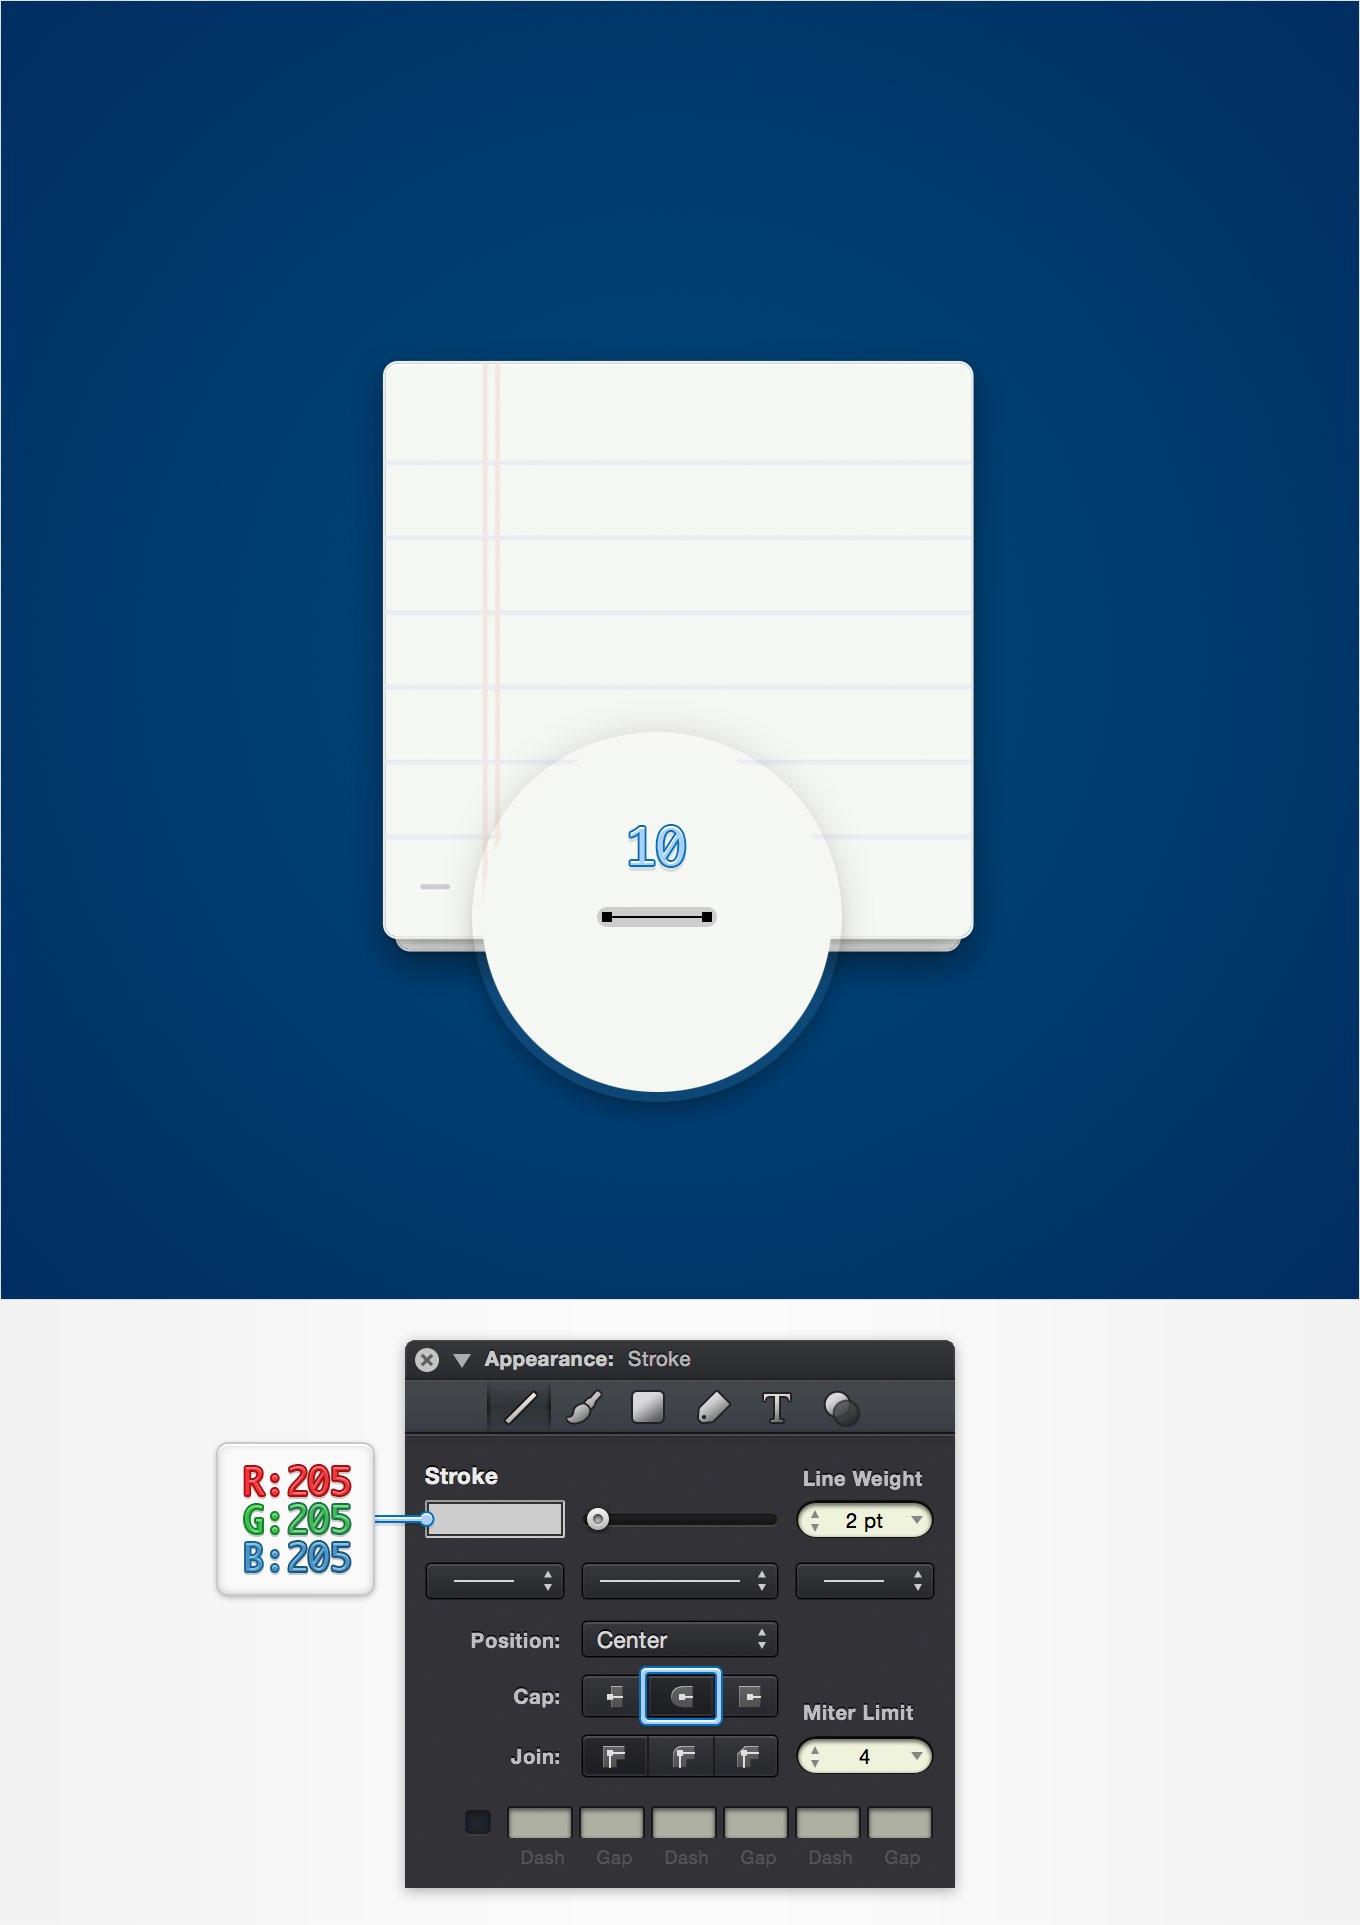 10
Appearance: Stroke
T
R:205
G:205
B:205
Stroke
Line Weight
2 pt
Position: Center
Cap:
Miter Limit
Join:
4
Dash Gap Dash Gap Dash Gap